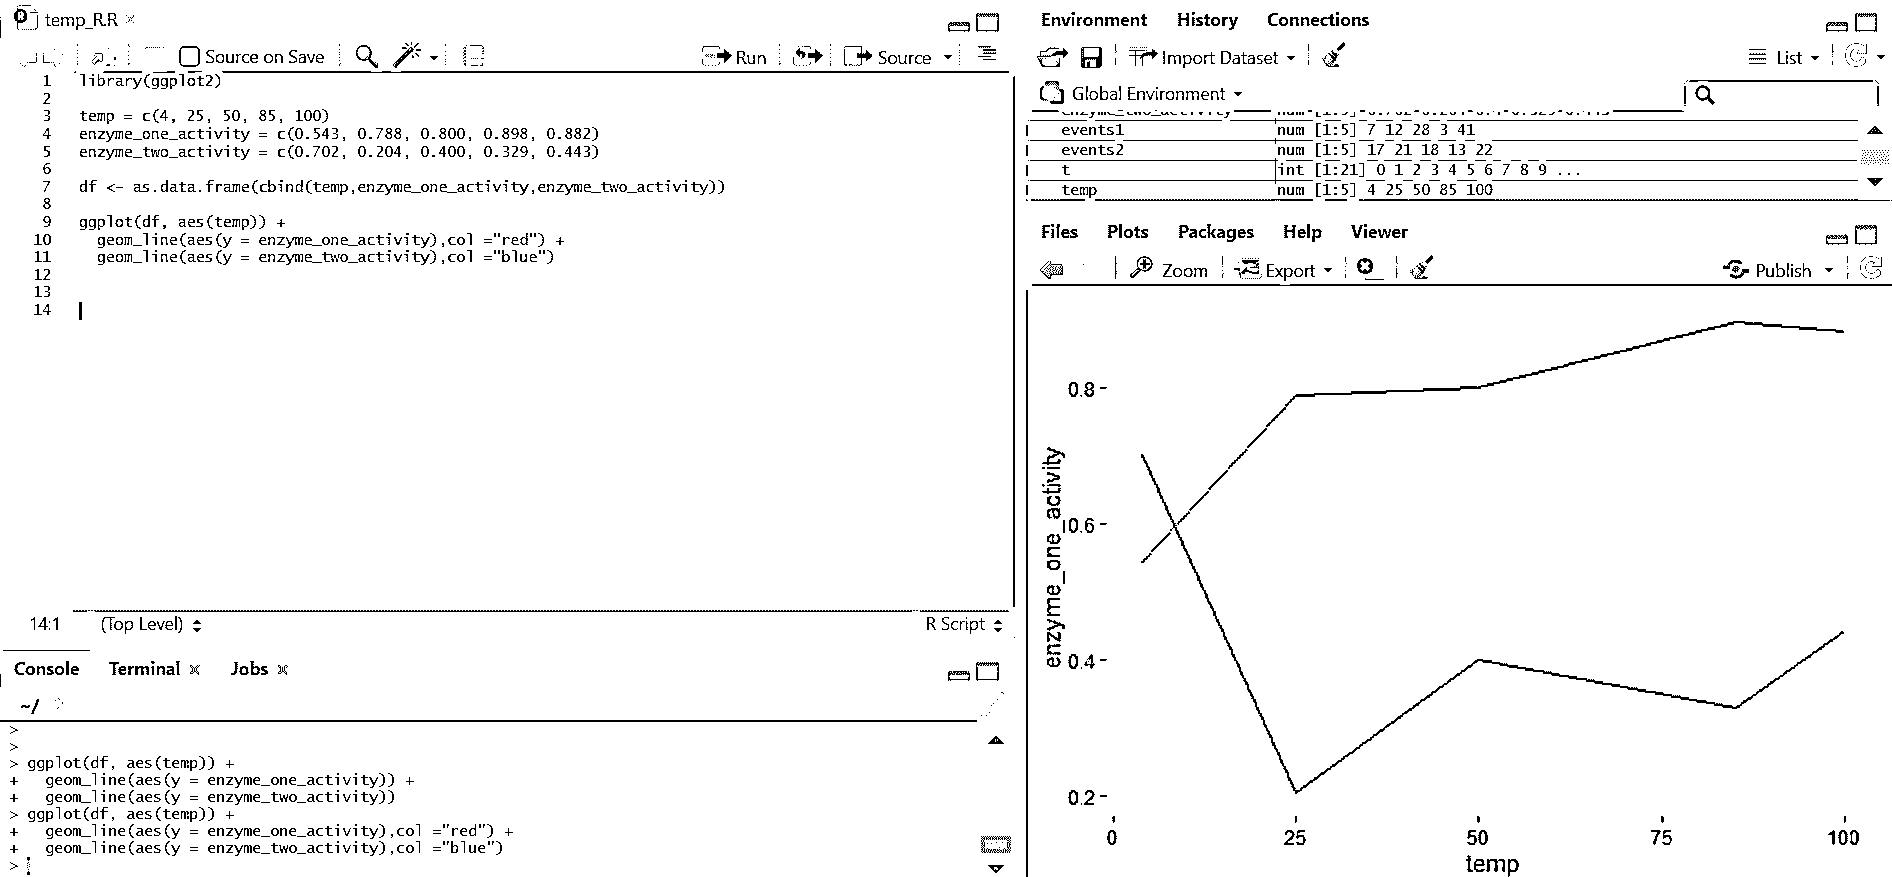 temp_R.R
Source on Save
Run
Source
1 library(ggplot2)
2
3 temp = c(4, 25, 50, 85, 100)
4 enzyme_one_activity = c(0.543, 0.788, 0.800, 0.898, 0.882)
5 enzyme_two_activity = c(0.702, 0.204, 0.400, 0.329, 0.443)
6
7 df <- as.data.frame(cbind(temp,enzyme_one_activity,enzyme_two_activity))
8
9 ggplot(df, aes(temp)) +
10 geom_line(aes(y = enzyme_one_activity),col ="red") +
11 geom_line(aes(y = enzyme_two_activity),col ="blue")
12
13
14
14:1 (Top Level) R Script
Console Terminal Jobs
~/
>
>
> ggplot(df, aes(temp)) +
+ geom_line(aes(y = enzyme_one_activity)) +
+ geom_line(aes(y = enzyme_two_activity))
> ggplot(df, aes(temp)) +
+ geom_line(aes(y = enzyme_one_activity),col ="red") +
+ geom_line(aes(y = enzyme_two_activity),col ="blue")
>
Environment History Connections
Import Dataset List
Global Environment
events1 num [1:5] 7 12 28 3 41
events2 num [1:5] 17 21 18 13 22
t int [1:21] 0 1 2 3 4 5 6 7 8 9 ...
temp num [1:5] 4 25 50 85 100
Files Plots Packages Help Viewer
Zoom Export Publish
enzyme_one_activity
0.8
0.6
0.4
0.2
0 25 50 75 100
temp